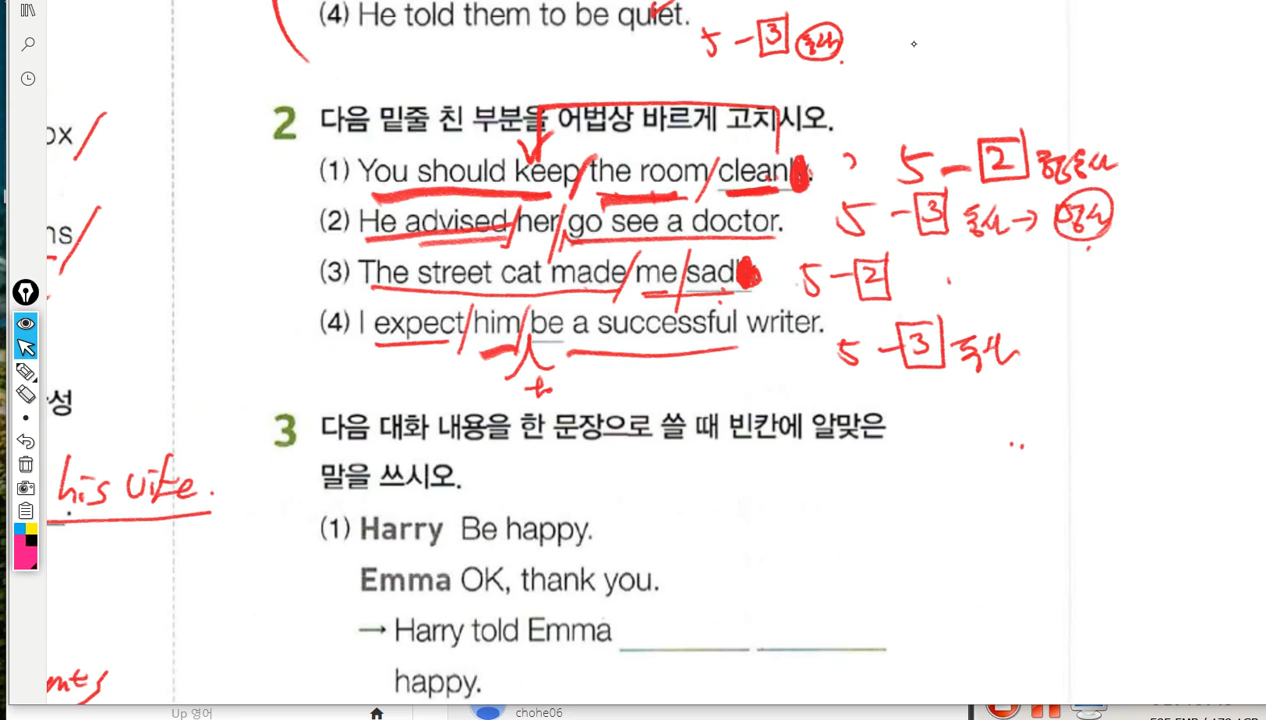 (4) He told them to be quiet.
5 - 3 동사
2 다음 밑줄 친 부분을 어법상 바르게 고치시오.
(1) You should keep / the room / cleanly. 5 - 2 형용사
(2) He advised / her / go see a doctor. 5 - 3 동사 →
(3) The street cat made / me / sad 5 - 2
(4) I expect / him / be a successful writer. 5 - 3 동사
to
3 다음 대화 내용을 한 문장으로 쓸 때 빈칸에 알맞은
말을 쓰시오.
(1) Harry Be happy.
Emma OK, thank you.
→ Harry told Emma
happy.
ox /
ns /
성
his
Up 영어
chohe06